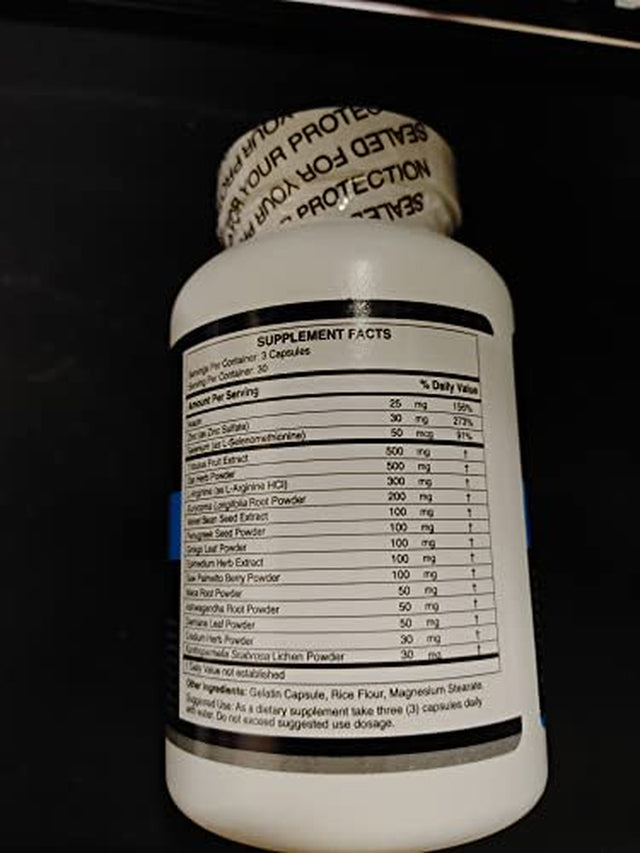 YOUR PROTEC
SEALED FOR YOUR
PROTECTION
SEALED
SUPPLEMENT FACTS
Servings Per Container: 3 Capsules
Serving Per Container: 30
Amount Per Serving % Daily Value
25 mg 156%
Zinc (as Zinc Sulfate) 30 mg 273%
Selenium (as L-Selenomethionine) 50 mcg 91%
Tribulus Fruit Extract 500 mg †
Oat Herb Powder 500 mg †
L-Arginine (as L-Arginine HCl) 300 mg †
Eurycoma Longifolia Root Powder 200 mg †
Velvet Bean Seed Extract 100 mg †
Fenugreek Seed Powder 100 mg †
Ginkgo Leaf Powder 100 mg †
Epimedium Herb Extract 100 mg †
Saw Palmetto Berry Powder 100 mg †
Maca Root Powder 50 mg †
Ashwagandha Root Powder 50 mg †
Damiana Leaf Powder 50 mg †
Cnidium Herb Powder 30 mg †
Scabrosa Lichen Powder 30 mg †
† Daily Value not established
Other Ingredients: Gelatin Capsule, Rice Flour, Magnesium Stearate.
Suggested Use: As a dietary supplement take three (3) capsules daily
with water. Do not exceed suggested use dosage.